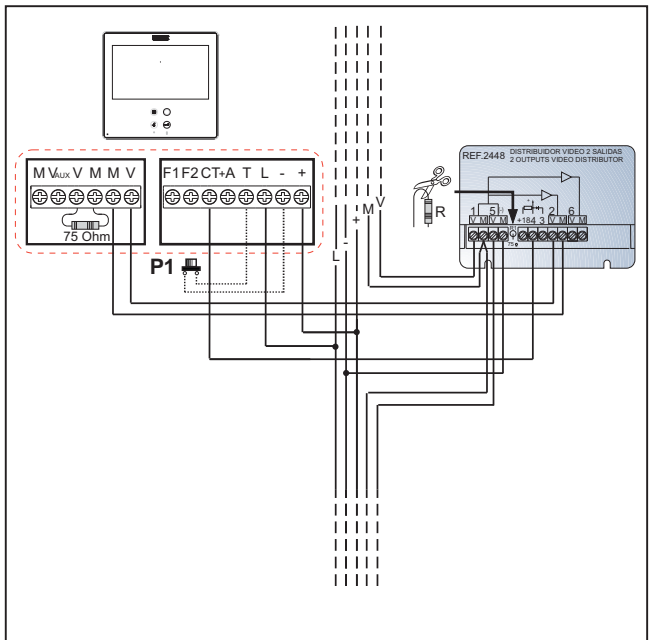 REF.2448 DISTRIBUIDOR VIDEO 2 SALIDAS
2 OUTPUTS VIDEO DISTRIBUTOR
M VAUX V M M V
F1 F2 CT+A T L - +
75 Ohm
P1
L - + M V
R
1 5 +18 4 3 2 6
V M V M V M V M
75